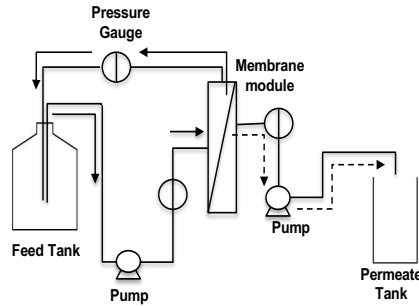 Pressure
Gauge
Membrane
module
Feed Tank
Pump
Pump
Permeate
Tank